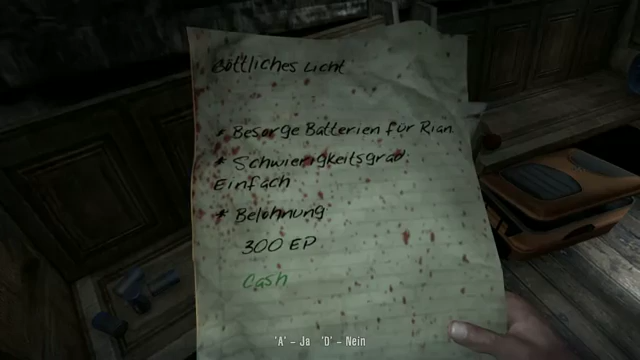 Göttliches Licht
* Besorge Batterien für Rian
* Schwierigkeitsgrad
Einfach
* Belohnung
300 EP
Cash
'A' - Ja 'D' - Nein